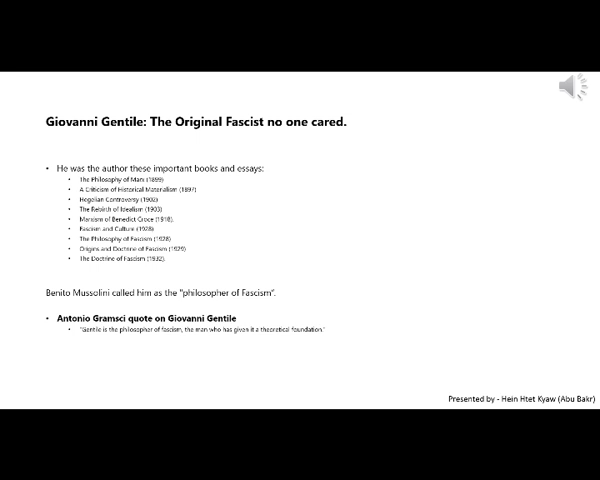 Giovanni Gentile: The Original Fascist no one cared.
• He was the author these important books and essays:
• The Philosophy of Marx (1899)
• A Criticism of Historical Materialism (1897)
• Hegelian Controversy (1902)
• The Rebirth of Idealism (1903)
• Marxism of Benedict Croce (1918).
• Fascism and Culture (1928)
• The Philosophy of Fascism (1928)
• Origins and Doctrine of Fascism (1929)
• The Doctrine of Fascism (1932).
Benito Mussolini called him as the "philosopher of Fascism".
• Antonio Gramsci quote on Giovanni Gentile
• "Gentile is the philosopher of fascism, the man who has given it a theoretical foundation."
Presented by - Hein Htet Kyaw (Abu Bakr)